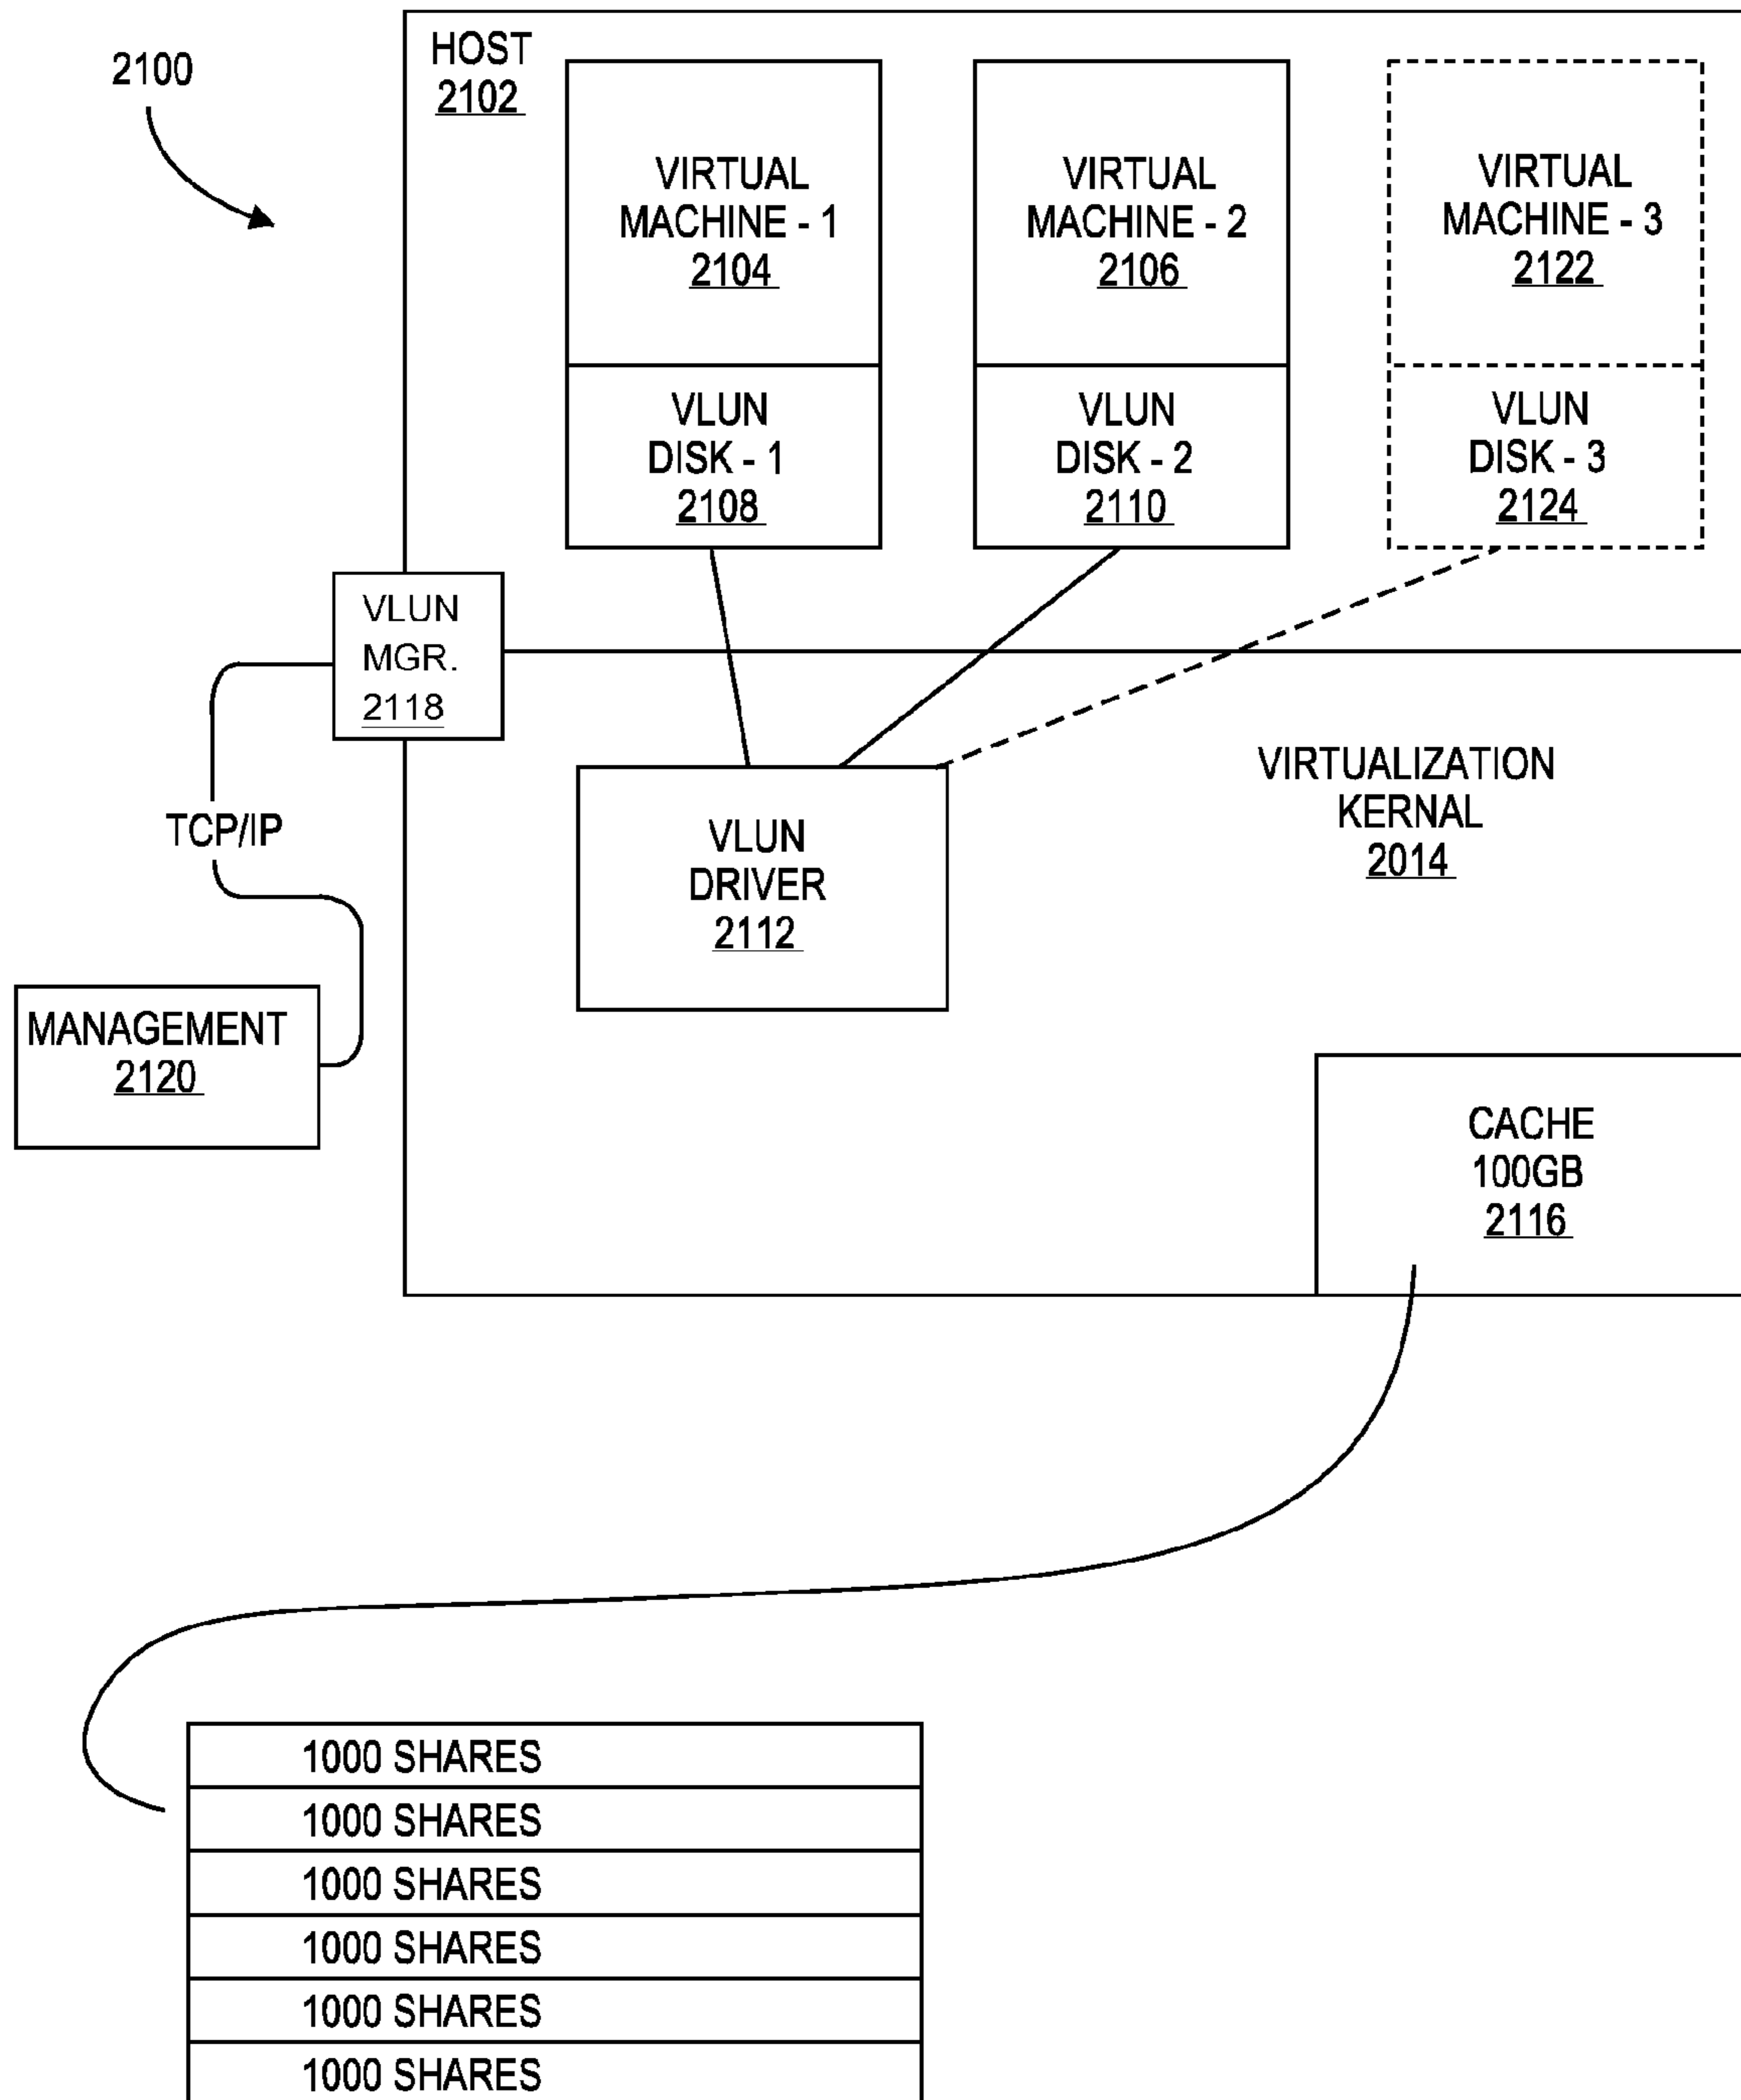 2100
HOST
2102
VIRTUAL
MACHINE - 1
2104
VIRTUAL
MACHINE - 2
2106
VIRTUAL
MACHINE - 3
2122
VLUN
DISK - 1
2108
VLUN
DISK - 2
2110
VLUN
DISK - 3
2124
VLUN
MGR.
2118
TCP/IP
VIRTUALIZATION
KERNAL
2014
VLUN
DRIVER
2112
MANAGEMENT
2120
CACHE
100GB
2116
1000 SHARES
1000 SHARES
1000 SHARES
1000 SHARES
1000 SHARES
1000 SHARES